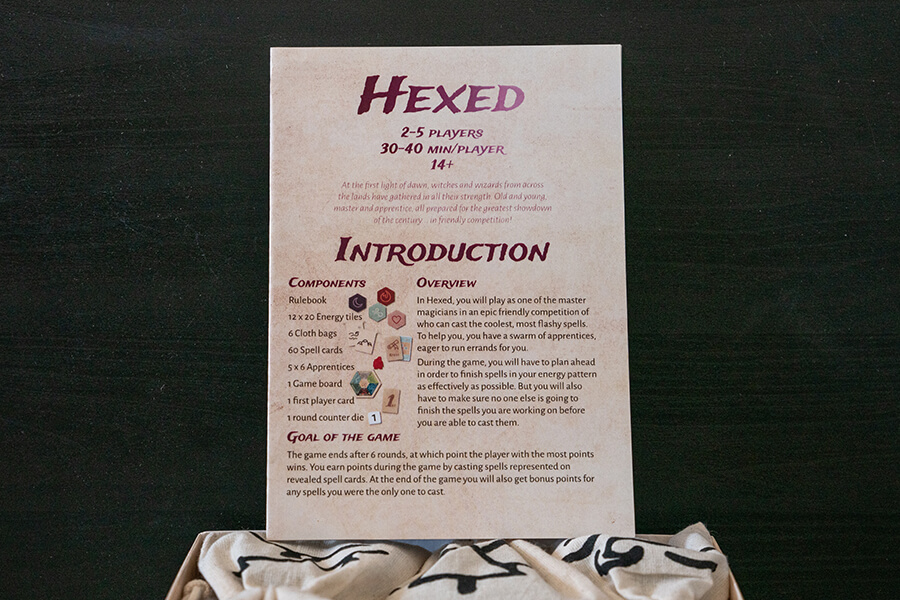 Hexed
2-5 players
30-40 min/player
14+
At the first light of dawn, witches and wizards from across
the lands have gathered in all their strength. Old and young,
master and apprentice, all prepared for the greatest showdown
of the century... in friendly competition!
Introduction
Components
Rulebook
12 x 20 Energy tiles
6 Cloth bags
60 Spell cards
5 x 6 Apprentices
1 Game board
1 first player card
1
1 round counter die
1
Overview
In Hexed, you will play as one of the master
magicians in an epic friendly competition of
who can cast the coolest, most flashy spells.
To help you, you have a swarm of apprentices,
eager to run errands for you.
During the game, you will have to plan ahead
in order to finish spells in your energy pattern
as effectively as possible. But you will also
have to make sure no one else is going to
finish the spells you are working on before
you are able to cast them.
Goal of the game
The game ends after 6 rounds, at which point the player with the most points
wins. You earn points during the game by casting spells represented on
revealed spell cards. At the end of the game you will also get bonus points for
any spells you were the only one to cast.